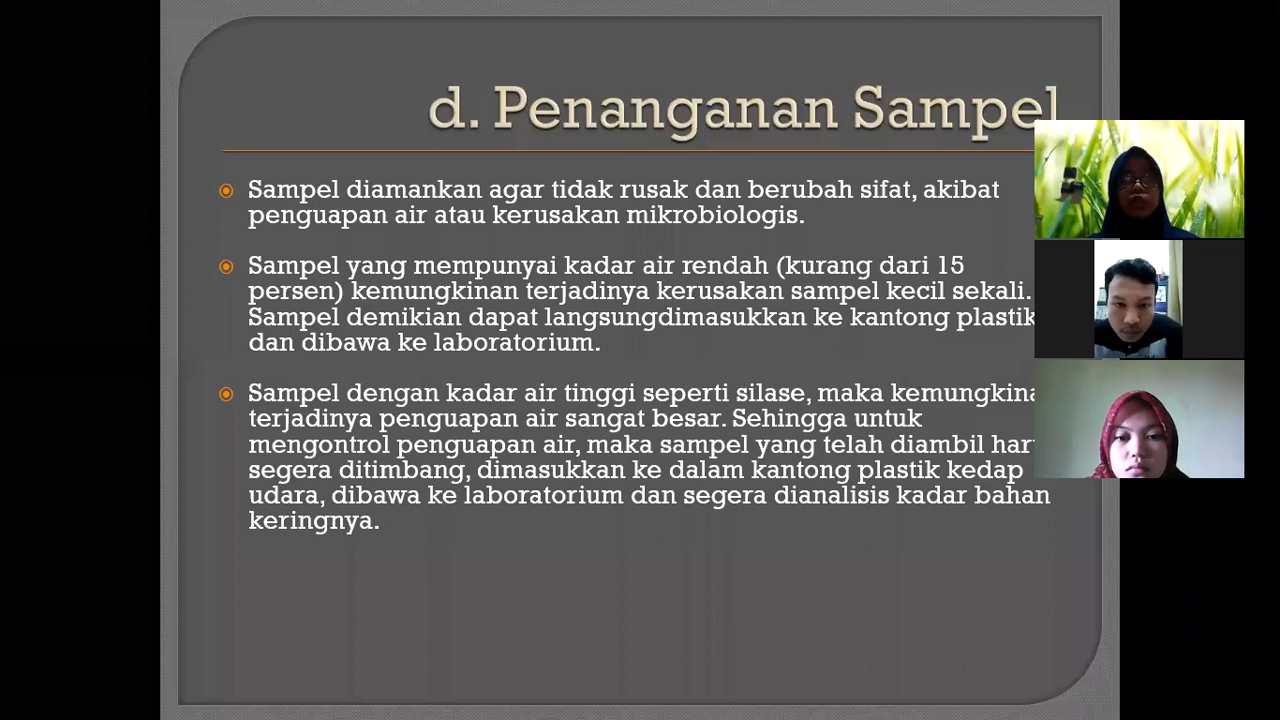 d. Penanganan Sampel
Sampel diamankan agar tidak rusak dan berubah sifat, akibat
penguapan air atau kerusakan mikrobiologis.
Sampel yang mempunyai kadar air rendah (kurang dari 15
persen) kemungkinan terjadinya kerusakan sampel kecil sekali.
Sampel demikian dapat langsungdimasukkan ke kantong plastik
dan dibawa ke laboratorium.
Sampel dengan kadar air tinggi seperti silase, maka
terjadinya penguapan air sangat besar. Sehingga untuk
mengontrol penguapan air, maka sampel yang telah diambil
segera ditimbang, dimasukkan ke dalam kantong plastik kedap
udara, dibawa ke laboratorium dan segera dianalisis kadar bahan
keringnya.